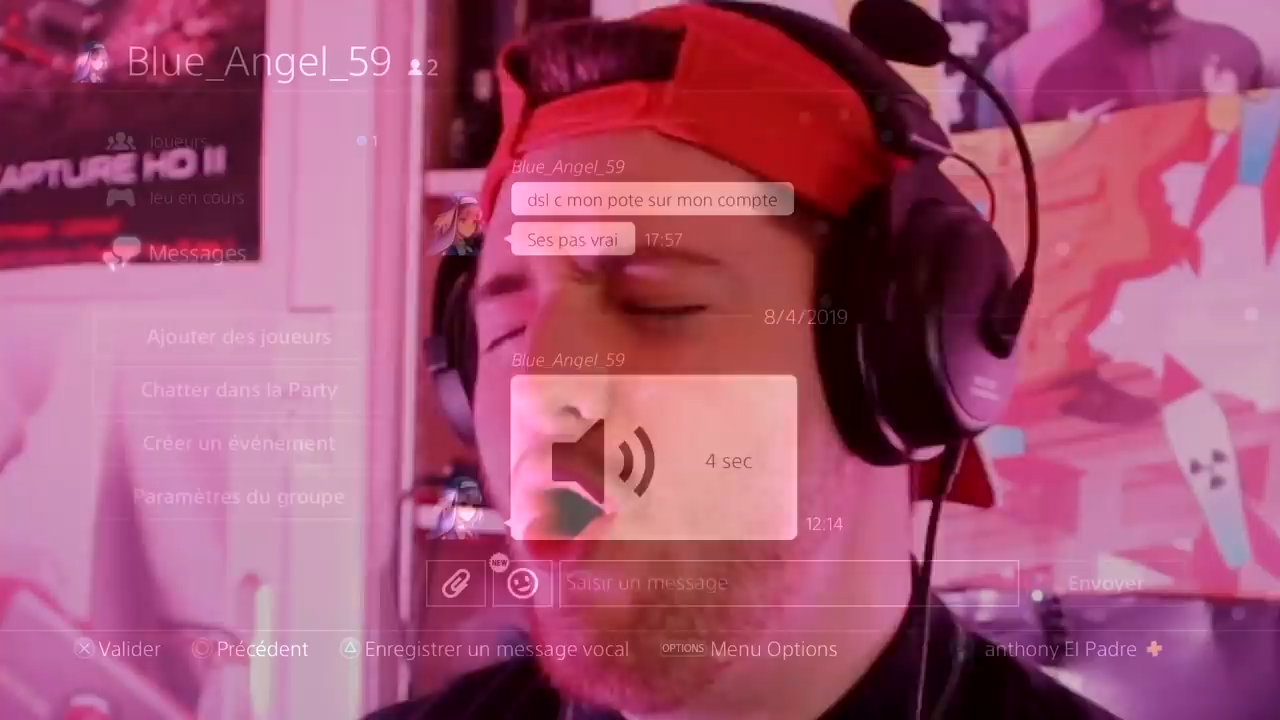 Blue_Angel_59 2
Joueurs 1
APTURE HD II
Jeu en cours
Messages
Ajouter des joueurs
Chatter dans la Party
Créer un événement
Paramètres du groupe
Blue_Angel_59
dsl c mon pote sur mon compte
Ses pas vrai 17:57
8/4/2019
Blue_Angel_59
4 sec
12:14
NEW
Saisir un message
Envoyer
Valider
Précédent
Enregistrer un message vocal
OPTIONS Menu Options
anthony El Padre